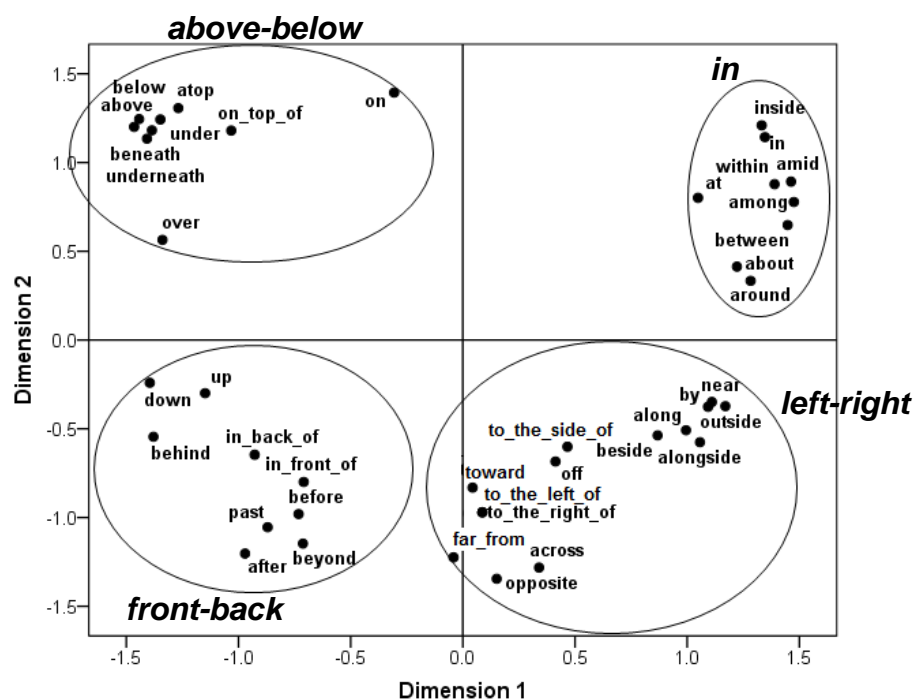 above-below
in
1.5
below
atop
above
on_top_of
on
under
beneath
underneath
over
inside
in
within
amid
at
among
between
about
around
1.0
0.5
0.0
-0.5
-1.0
-1.5
Dimension 2
up
down
behind
in_back_of
in_front_of
before
past
after
beyond
front-back
left-right
by
near
along
outside
to_the_side_of
beside
alongside
off
toward
to_the_left_of
to_the_right_of
far_from
across
opposite
-1.5
-1.0
-0.5
0.0
0.5
1.0
1.5
Dimension 1